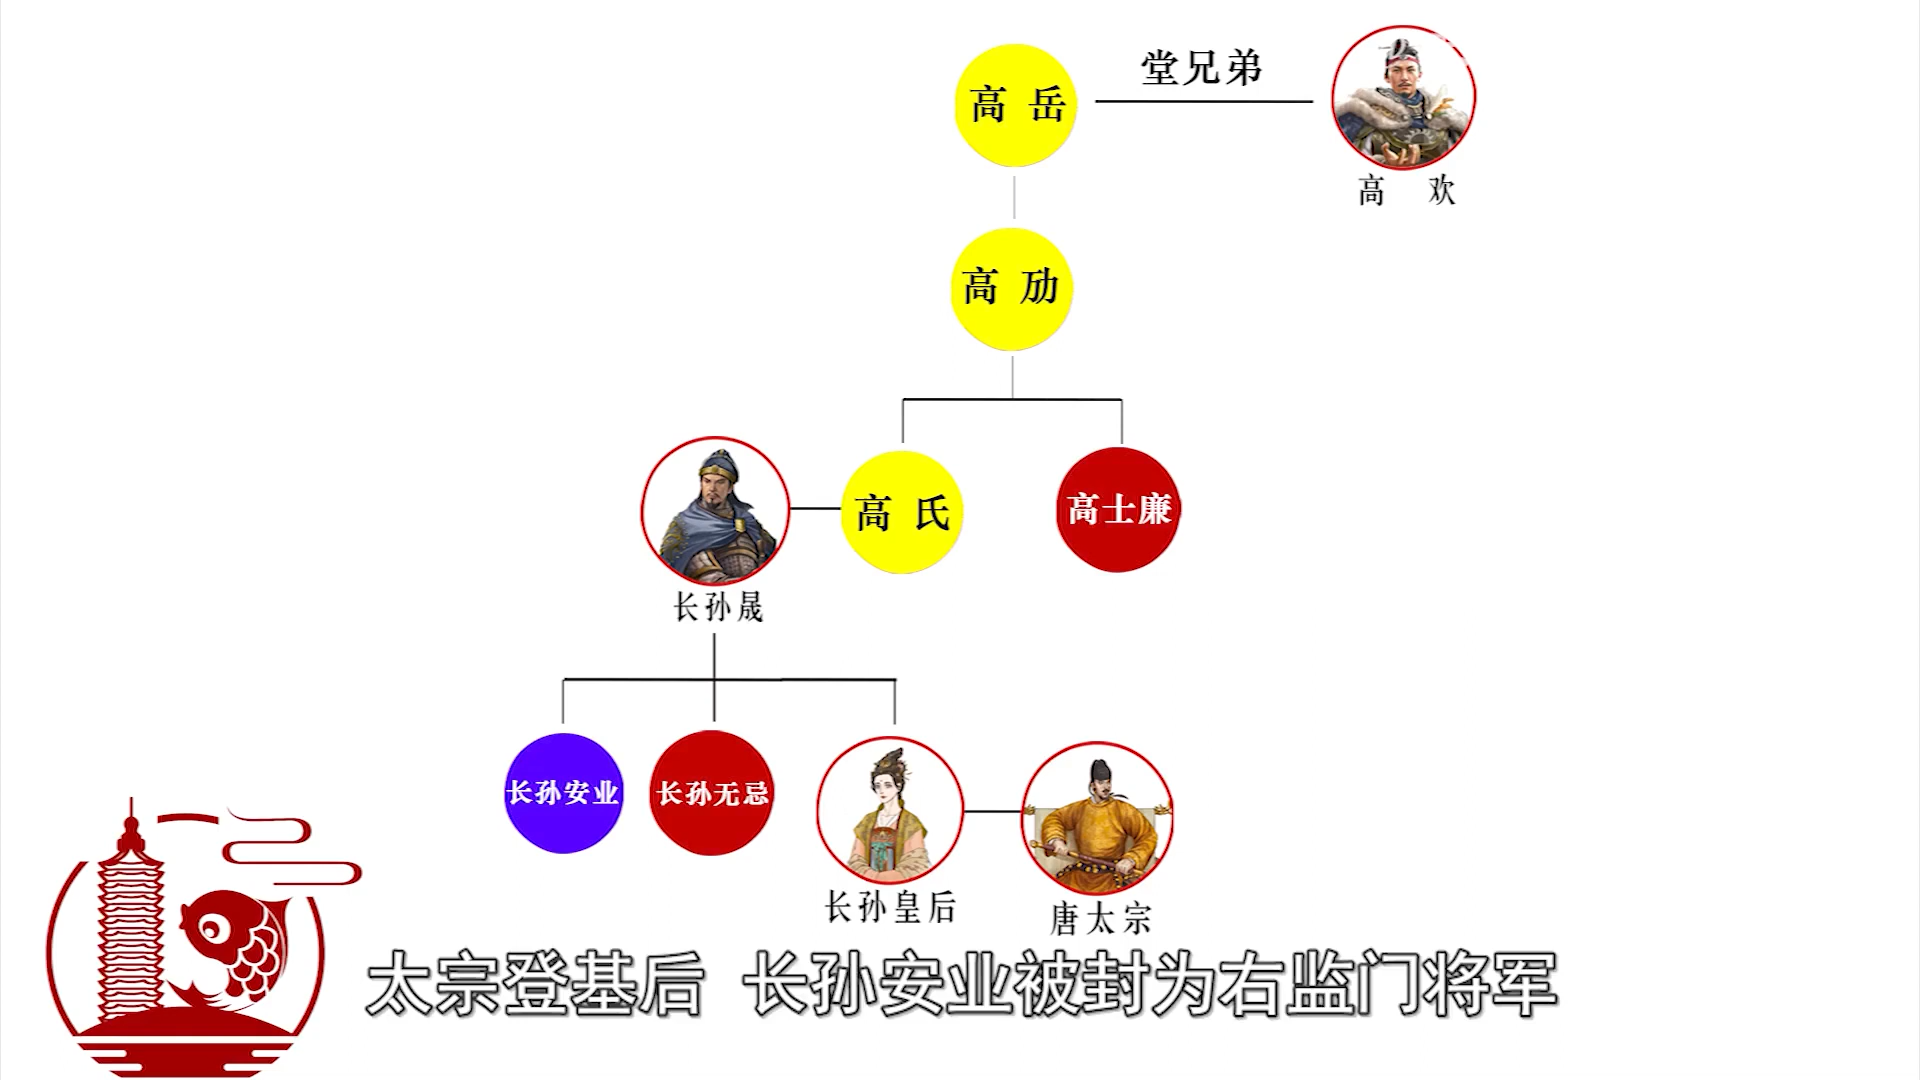 高岳
堂兄弟
高欢
高劢
高氏
高士廉
长孙晟
长孙安业
长孙无忌
长孙皇后
唐太宗
太宗登基后 长孙安业被封为右监门将军